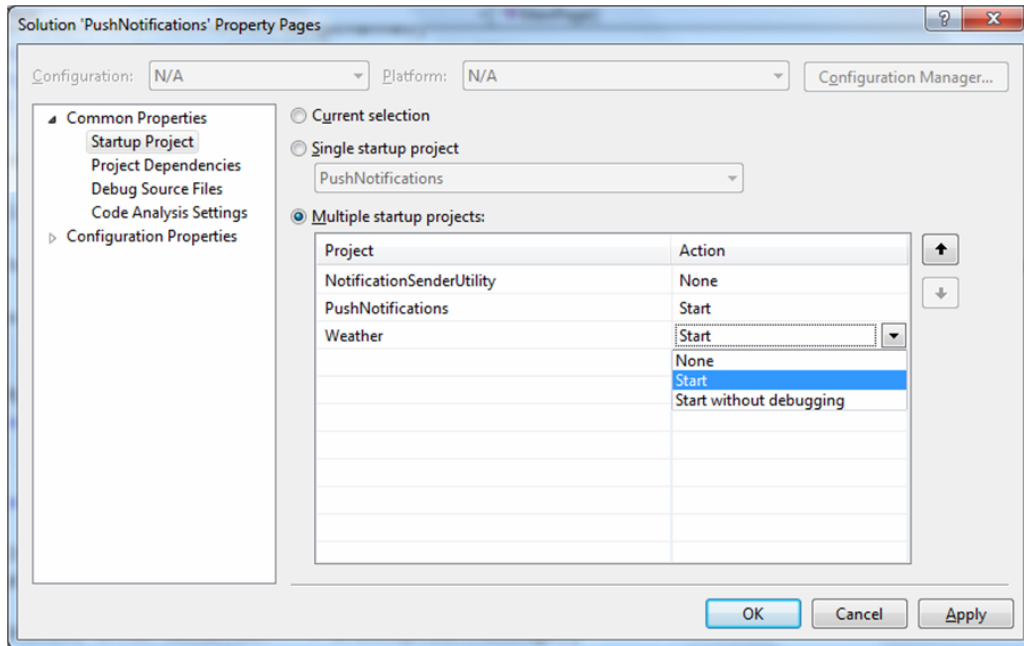 Solution 'PushNotifications' Property Pages
Configuration: N/A Platform: N/A Configuration Manager...
Common Properties
Startup Project
Project Dependencies
Debug Source Files
Code Analysis Settings
Configuration Properties
Current selection
Single startup project
PushNotifications
Multiple startup projects:
Project Action
NotificationSenderUtility None
PushNotifications Start
Weather Start
None
Start
Start without debugging
OK Cancel Apply